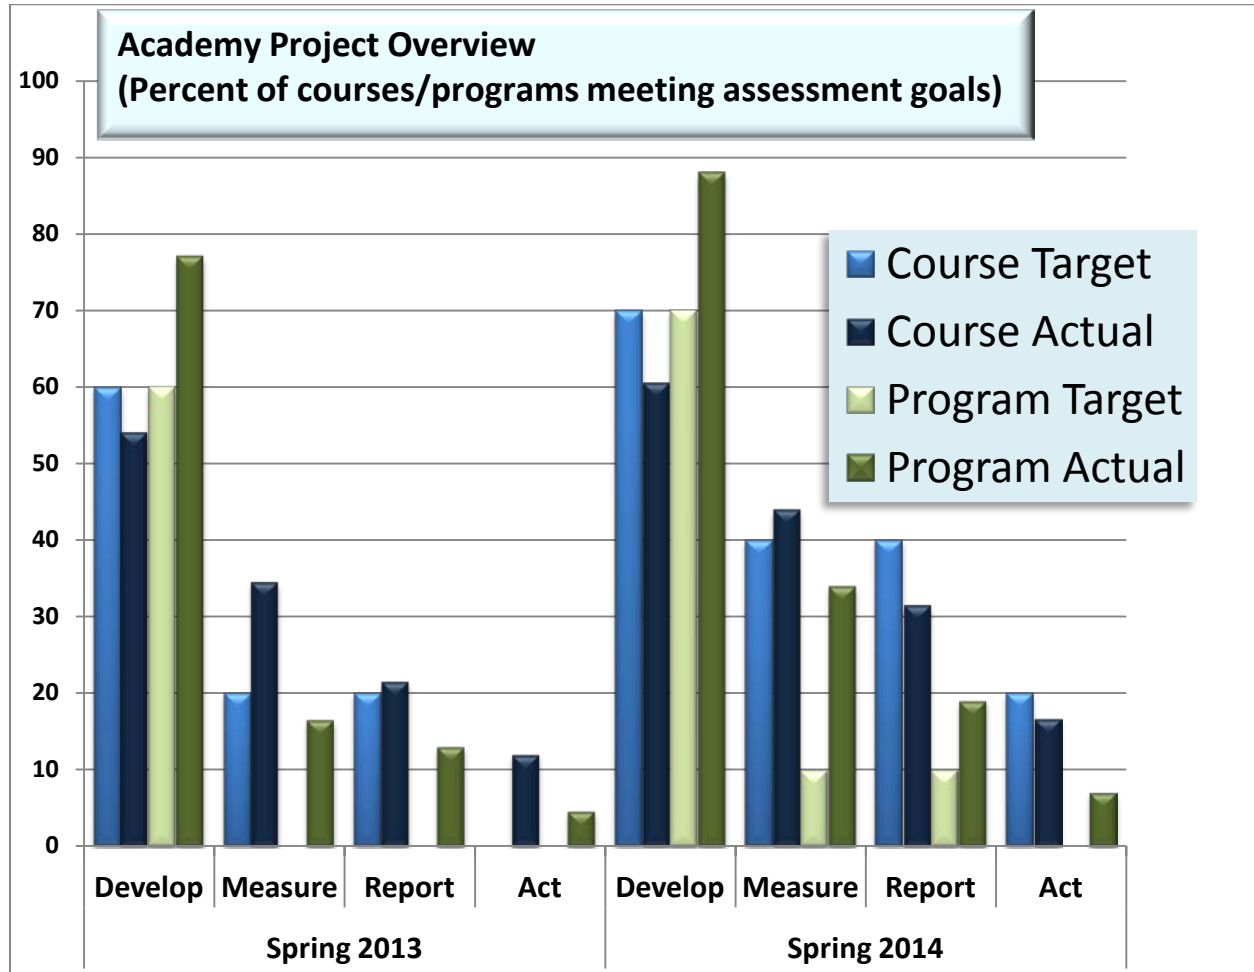 Academy Project Overview
(Percent of courses/programs meeting assessment goals)
100
90
80
70
60
50
40
30
20
10
0
Course Target
Course Actual
Program Target
Program Actual
Develop Measure Report Act Develop Measure Report Act
Spring 2013 Spring 2014